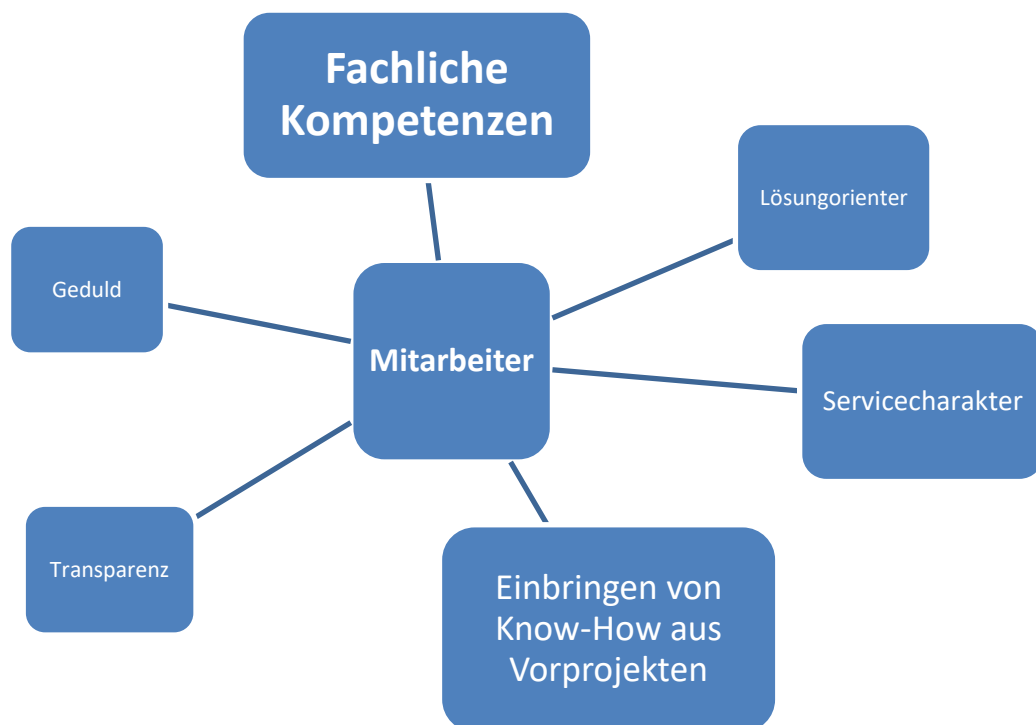 Fachliche
Kompetenzen
Lösungorienter
Geduld
Mitarbeiter
Servicecharakter
Transparenz
Einbringen von
Know-How aus
Vorprojekten